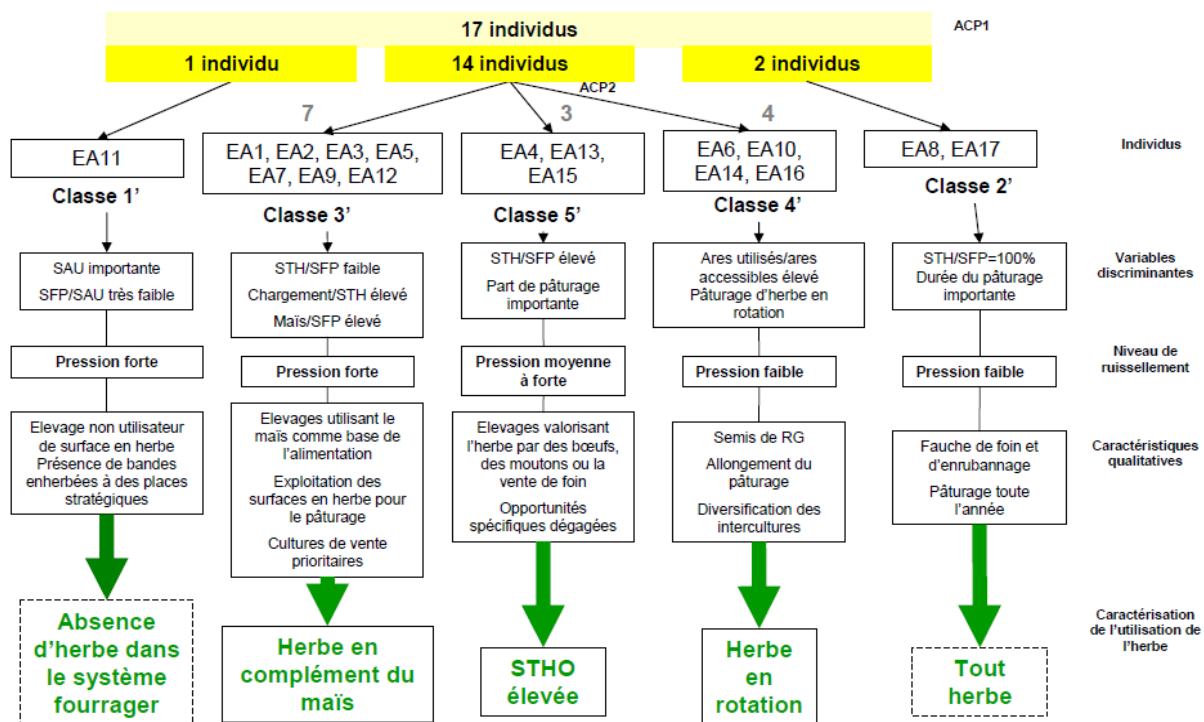 17 individus
ACP1
1 individu
14 individus
2 individus
ACP2
7
3
4
EA11
EA1, EA2, EA3, EA5,
EA7, EA9, EA12
EA4, EA13,
EA15
EA6, EA10,
EA14, EA16
EA8, EA17
Individus
Classe 1’
Classe 3’
Classe 5’
Classe 4’
Classe 2’
SAU importante
SFP/SAU très faible
STH/SFP faible
Chargement/STH élevé
Maïs/SFP élevé
STH/SFP élevé
Part de pâturage
importante
Ares utilisés/ares
accessibles élevé
Pâturage d’herbe en
rotation
STH/SFP=100%
Durée du pâturage
importante
Variables
discriminantes
Pression forte
Pression forte
Pression moyenne
à forte
Pression faible
Pression faible
Niveau de
ruissellement
Elevage non utilisateur
de surface en herbe
Présence de bandes
enherbées à des places
stratégiques
Elevages utilisant le
maïs comme base de
l’alimentation
Exploitation des
surfaces en herbe pour
le pâturage
Cultures de vente
prioritaires
Elevages valorisant
l’herbe par des bœufs,
des moutons ou la
vente de foin
Opportunités
spécifiques dégagées
Semis de RG
Allongement du
pâturage
Diversification des
intercultures
Fauche de foin et
d’enrubannage
Pâturage toute
l’année
Caractéristiques
qualitatives
Absence
d’herbe dans
le système
fourrager
Herbe en
complément du
maïs
STHO
élevée
Herbe
en
rotation
Tout
herbe
Caractérisation
de l’utilisation de
l’herbe